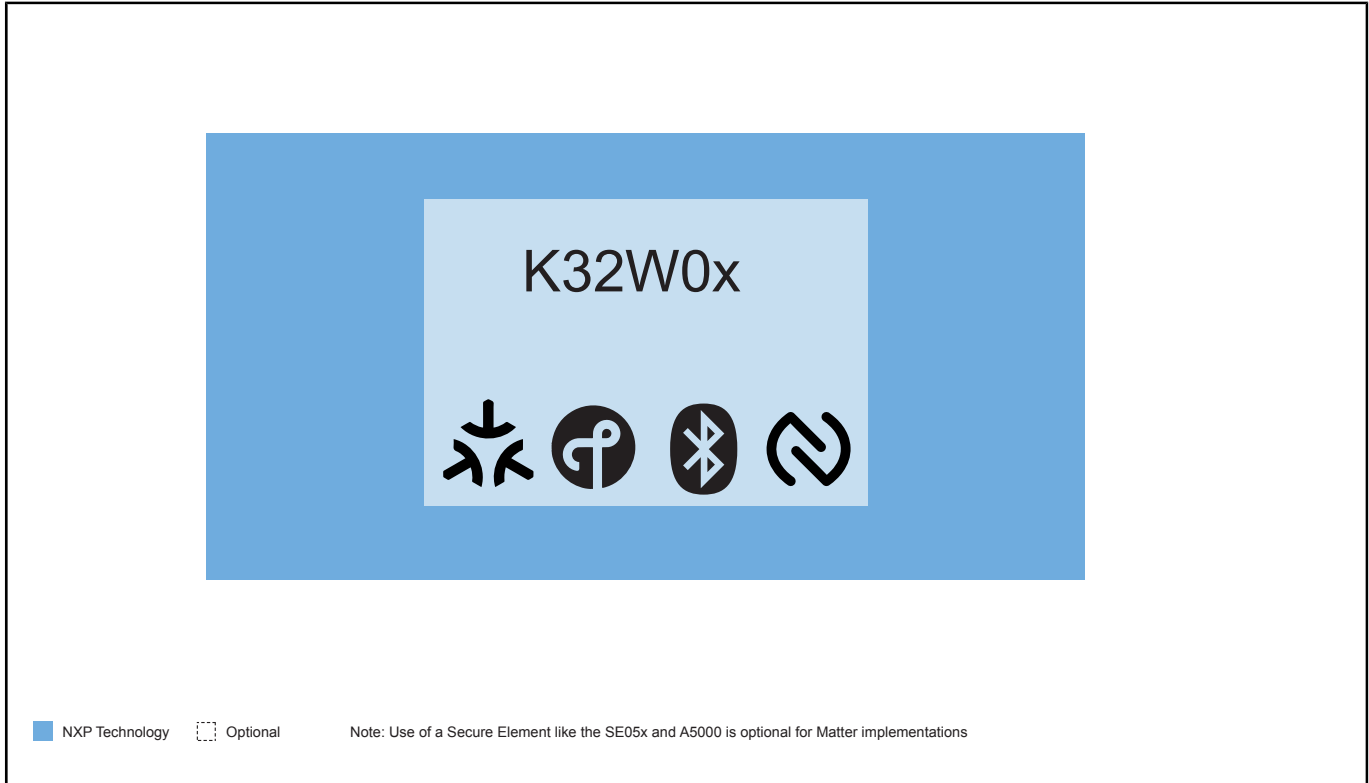 K32W0x
NXP Technology
Optional
Note: Use of a Secure Element like the SE05x and A5000 is optional for Matter implementations